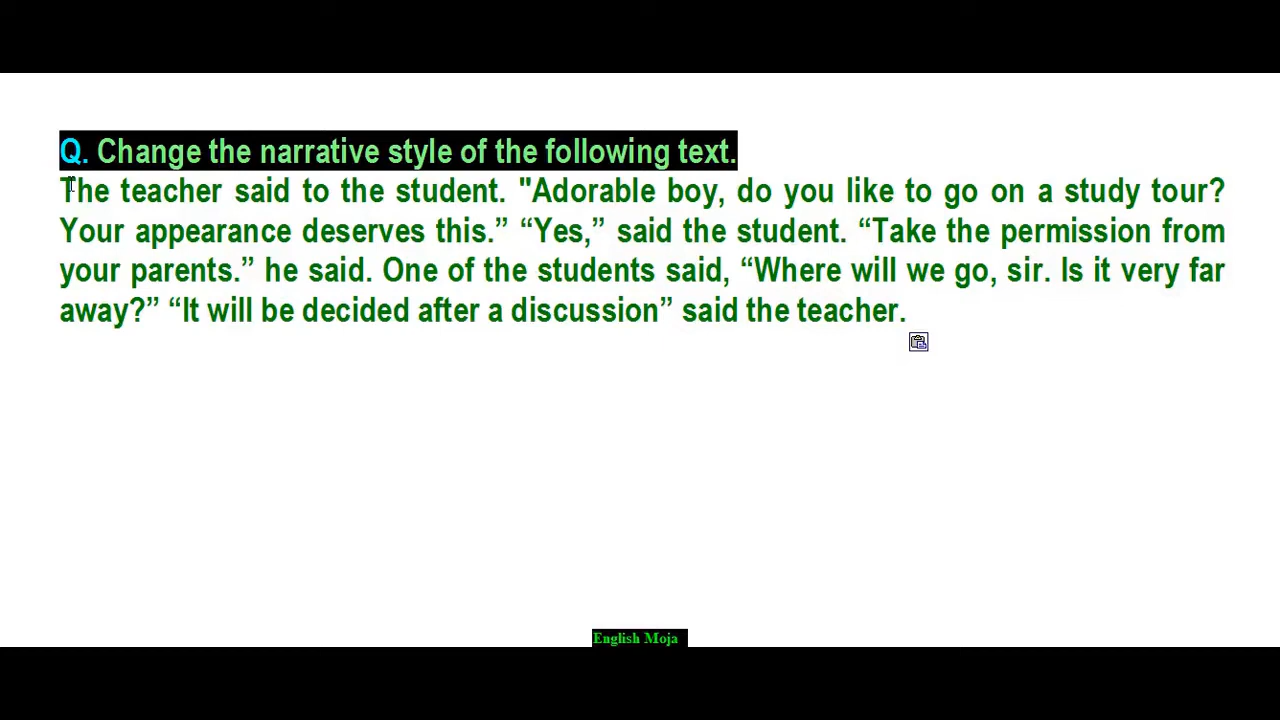 Q. Change the narrative style of the following text.
The teacher said to the student. "Adorable boy, do you like to go on a study tour?
Your appearance deserves this.” “Yes,” said the student. “Take the permission from
your parents.” he said. One of the students said, “Where will we go, sir. Is it very far
away?” “It will be decided after a discussion” said the teacher.
English Moja